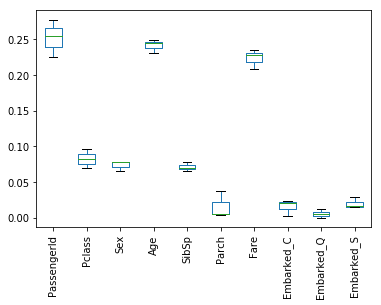 0.25
0.20
0.15
0.10
0.05
0.00
PassengerId
Pclass
Sex
Age
SibSp
Parch
Fare
Embarked_C
Embarked_Q
Embarked_S